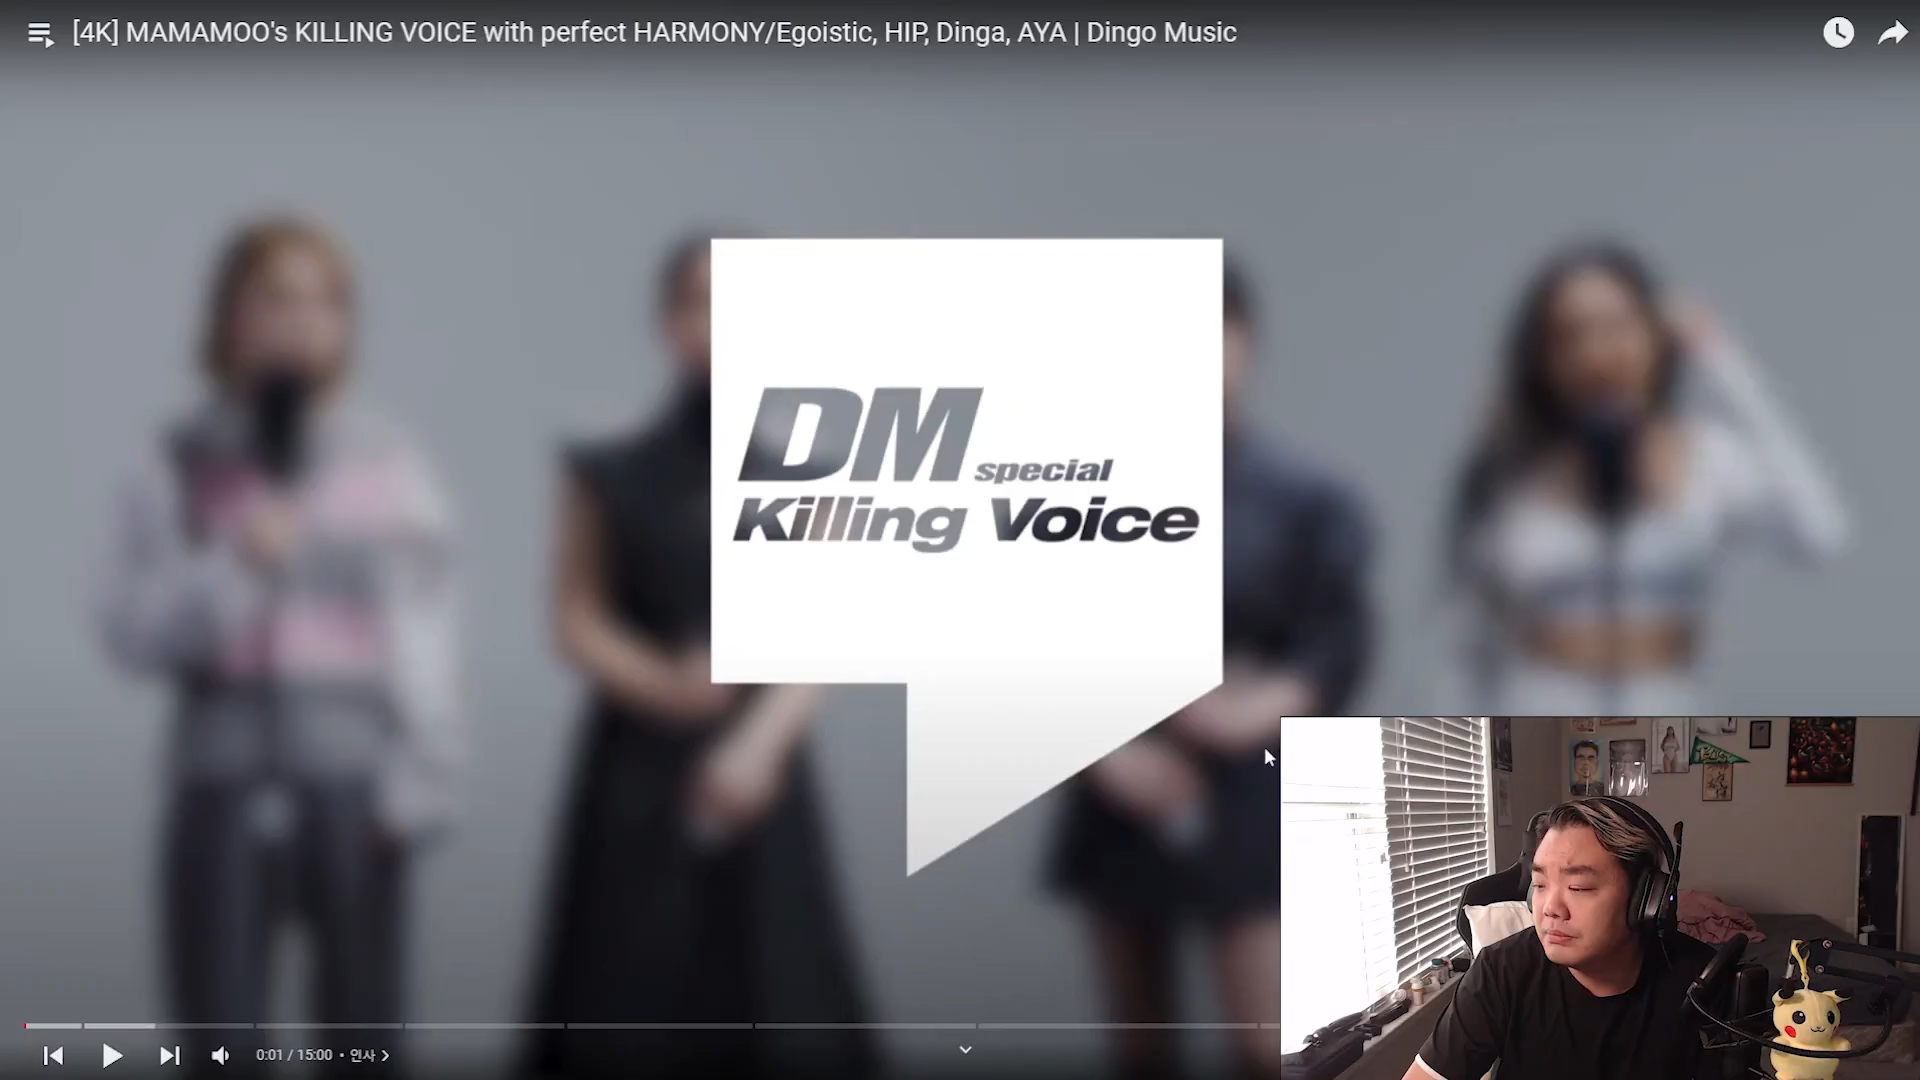 [4K] MAMAMOO's KILLING VOICE with perfect HARMONY/Egoistic, HIP, Dinga, AYA | Dingo Music
DM special
Killing Voice
0:01 / 15:00 • 인사